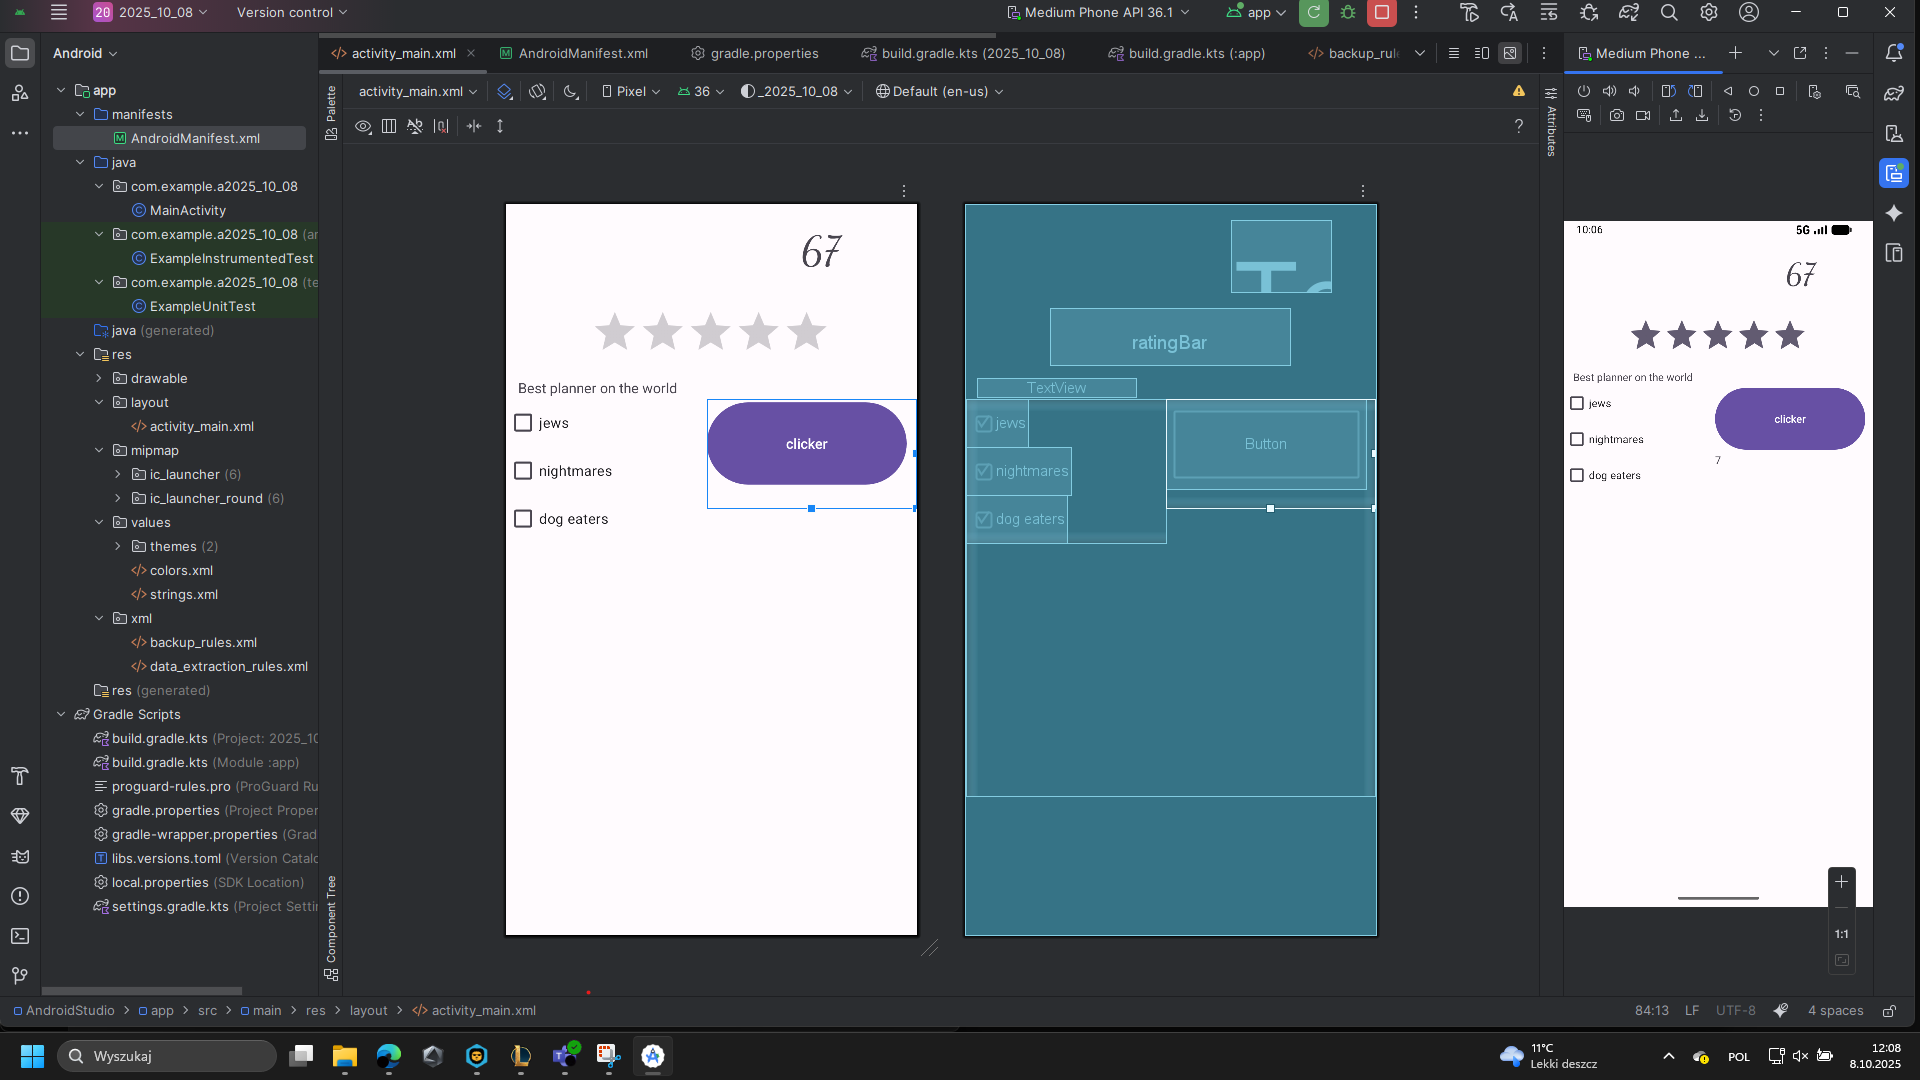 20 2025_10_08
Version control
Medium Phone API 36.1
app
Android
activity_main.xml
AndroidManifest.xml
gradle.properties
build.gradle.kts (2025_10_08)
build.gradle.kts (:app)
backup_rul
Medium Phone ...
app
manifests
AndroidManifest.xml
java
com.example.a2025_10_08
MainActivity
com.example.a2025_10_08 (an
ExampleInstrumentedTest
com.example.a2025_10_08 (te
ExampleUnitTest
java (generated)
res
drawable
layout
activity_main.xml
mipmap
ic_launcher (6)
ic_launcher_round (6)
values
themes (2)
colors.xml
strings.xml
xml
backup_rules.xml
data_extraction_rules.xml
res (generated)
Gradle Scripts
build.gradle.kts (Project: 2025_10
build.gradle.kts (Module :app)
proguard-rules.pro (ProGuard Ru
gradle.properties (Project Proper
gradle-wrapper.properties (Grad
libs.versions.toml (Version Catalo
local.properties (SDK Location)
settings.gradle.kts (Project Settin
Palette
Component Tree
activity_main.xml
Pixel
36
_2025_10_08
Default (en-us)
Attributes
67
Best planner on the world
jews
nightmares
dog eaters
clicker
ratingBar
TextView
jews
nightmares
dog eaters
Button
10:06
5G
67
Best planner on the world
jews
nightmares
dog eaters
clicker
7
1:1
AndroidStudio
app
src
main
res
layout
activity_main.xml
84:13
LF
UTF-8
4 spaces
Wyszukaj
11°C
Lekki deszcz
POL
12:08
8.10.2025